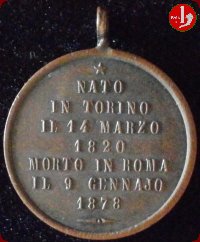 NATO
IN TORINO
IL 14 MARZO
1820
MORTO IN ROMA
IL 9 GENNAJO
1878